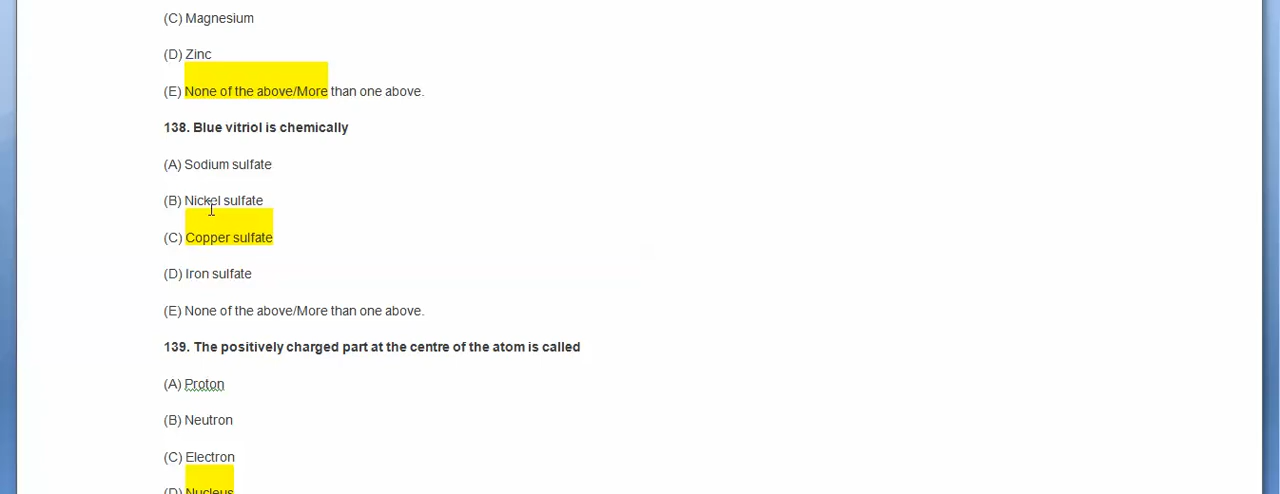 (C) Magnesium
(D) Zinc
(E) None of the above/More than one above.
138. Blue vitriol is chemically
(A) Sodium sulfate
(B) Nickel sulfate
(C) Copper sulfate
(D) Iron sulfate
(E) None of the above/More than one above.
139. The positively charged part at the centre of the atom is called
(A) Proton
(B) Neutron
(C) Electron
(D) Nucleus